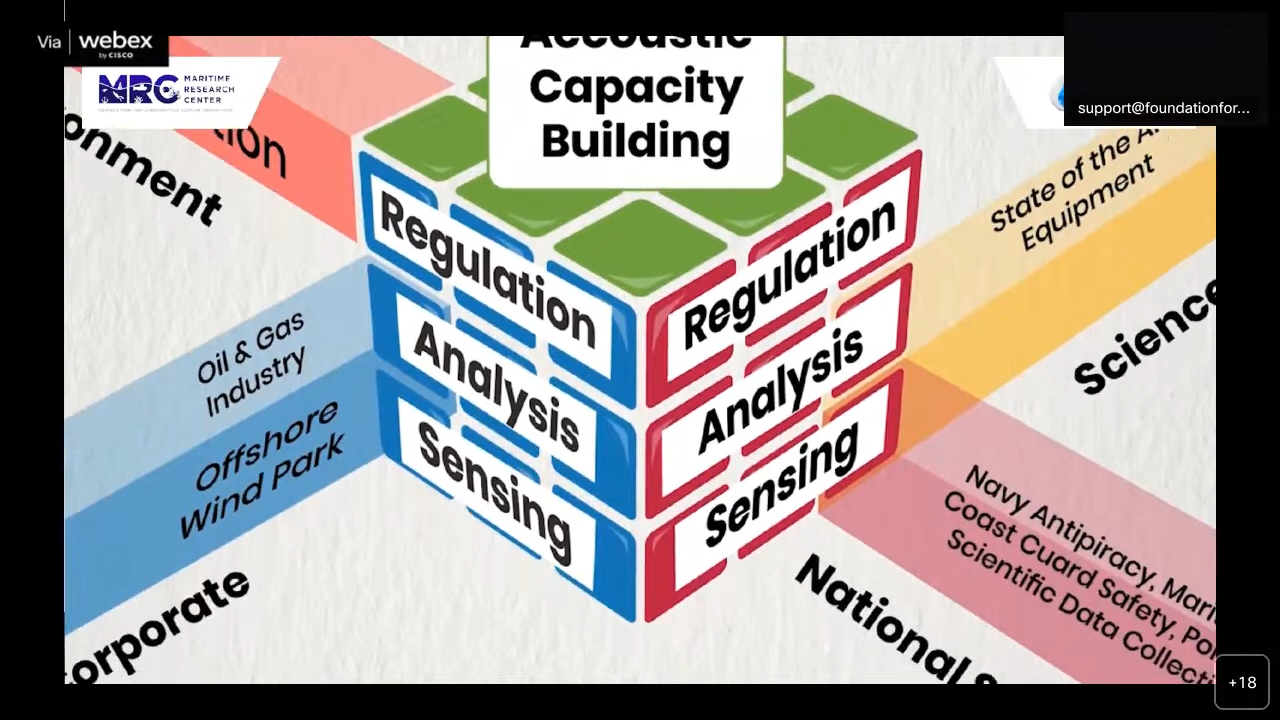 Via
webex
by CISCO
MRC
MARITIME
RESEARCH
CENTER
support@foundationfor...
Accoustic
Capacity
Building
onment
tion
Regulation
Analysis
Sensing
Regulation
Analysis
Sensing
Oil & Gas
Industry
Offshore
Wind Park
orporate
State of the A
Equipment
Science
Navy Antipiracy, Mari
Coast Cuard Safety, Po
Scientific Data Collecti
National S
+18